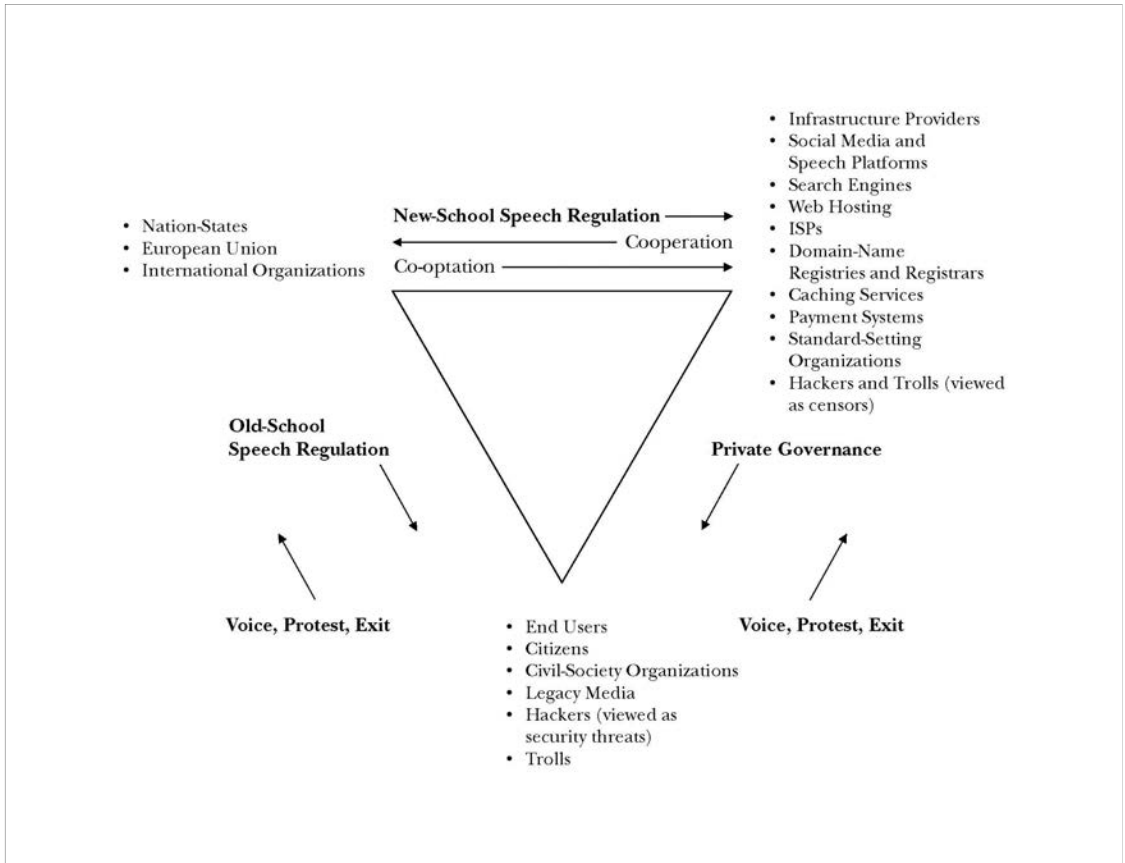 • Nation-States
• European Union
• International Organizations
New-School Speech Regulation
Cooperation
Co-optation
• Infrastructure Providers
• Social Media and
Speech Platforms
• Search Engines
• Web Hosting
• ISPs
• Domain-Name
Registries and Registrars
• Caching Services
• Payment Systems
• Standard-Setting
Organizations
• Hackers and Trolls (viewed
as censors)
Old-School
Speech Regulation
Private Governance
Voice, Protest, Exit
• End Users
• Citizens
• Civil-Society Organizations
• Legacy Media
• Hackers (viewed as
security threats)
• Trolls
Voice, Protest, Exit